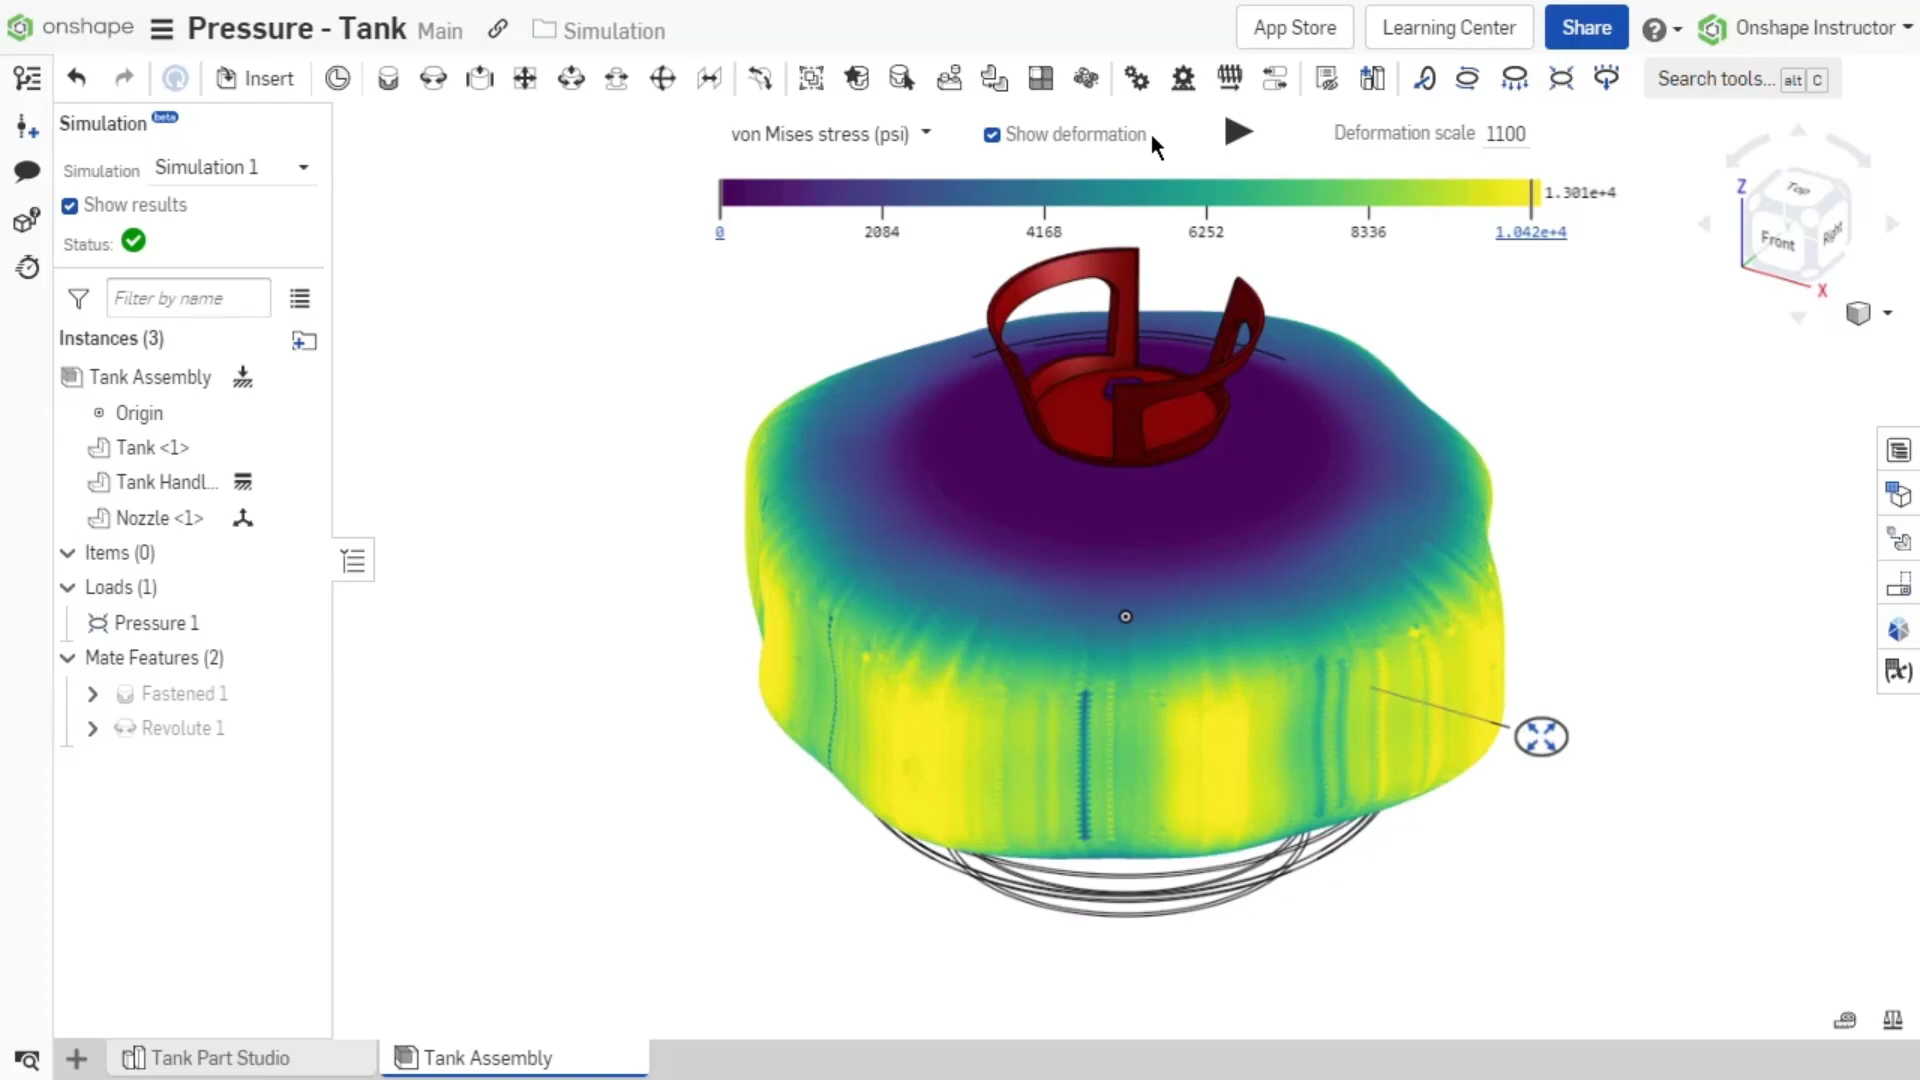 onshape Pressure - Tank Main Simulation App Store Learning Center Share Onshape Instructor
Insert Search tools... alt C
Simulation beta
von Mises stress (psi) Show deformation Deformation scale 1100
Simulation Simulation 1
Show results
1.301e+4
Status:
0 2084 4168 6252 8336 1.042e+4
Top
Front
Right
Z
X
Filter by name
Instances (3)
Tank Assembly
Origin
Tank <1>
Tank Handl...
Nozzle <1>
Items (0)
Loads (1)
Pressure 1
Mate Features (2)
Fastened 1
Revolute 1
(x)
Tank Part Studio Tank Assembly